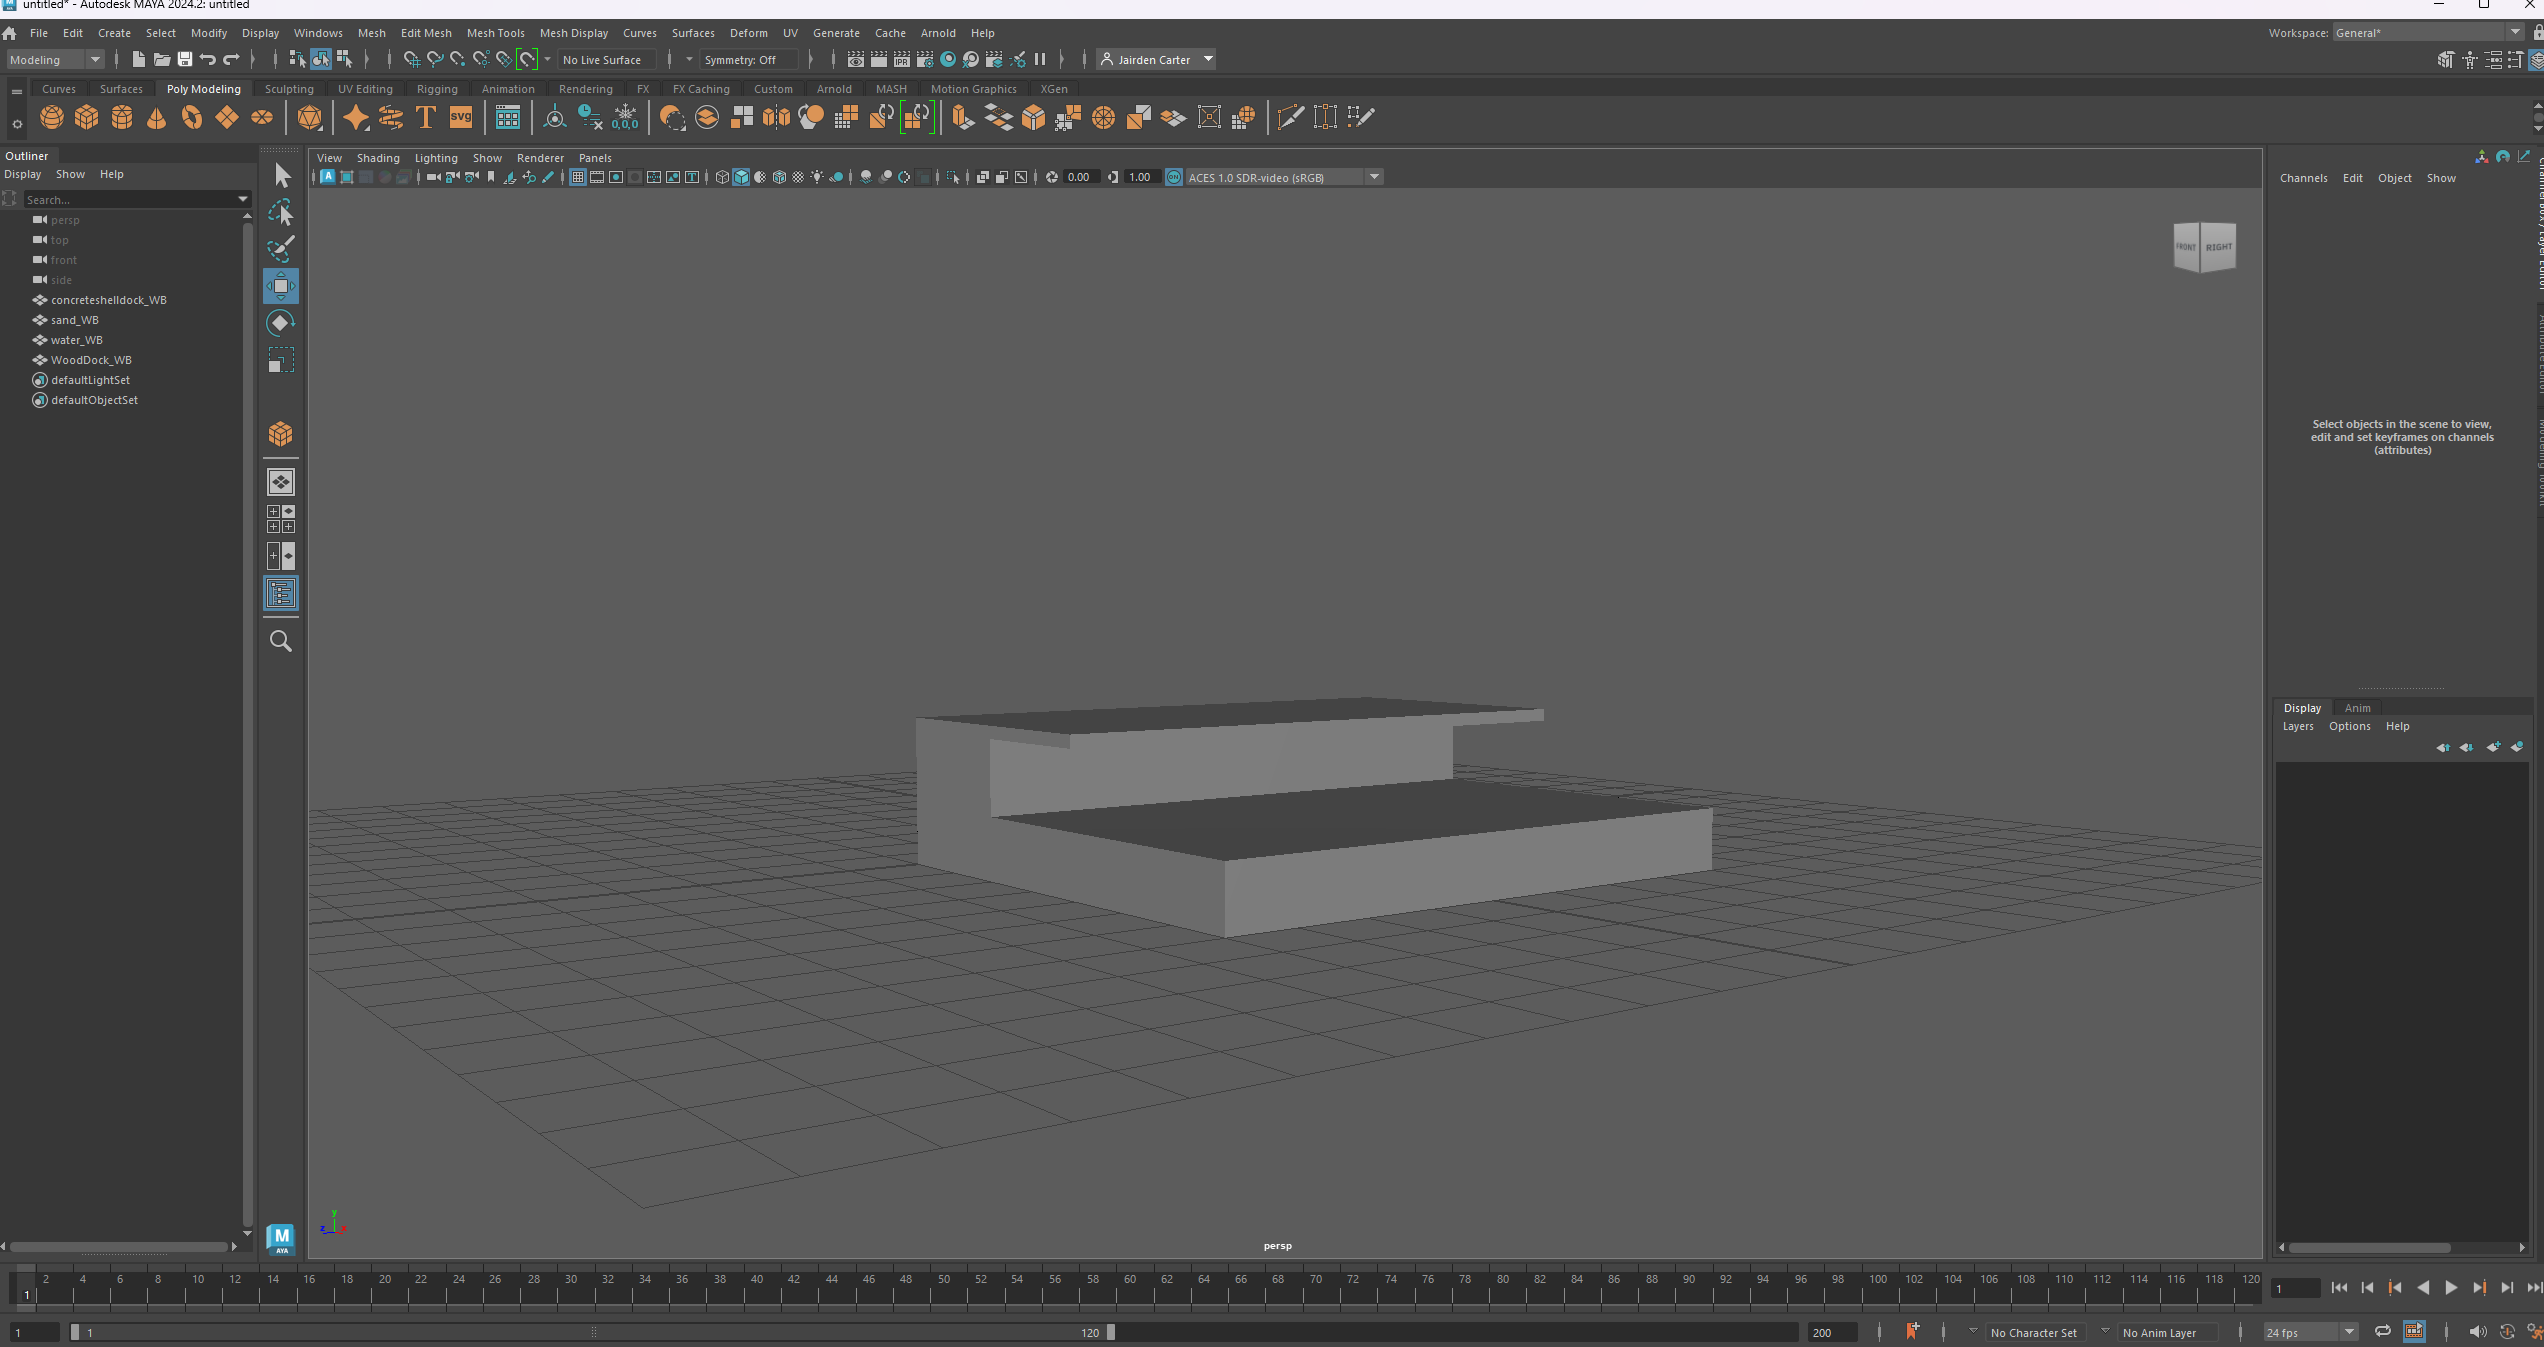 untitled* - Autodesk MAYA 2024.2: untitled
File Edit Create Select Modify Display Windows Mesh Edit Mesh Mesh Tools Mesh Display Curves Surfaces Deform UV Generate Cache Arnold Help
Workspace: General*
Modeling
No Live Surface
Symmetry: Off
IPR
Jairden Carter
Curves Surfaces Poly Modeling Sculpting UV Editing Rigging Animation Rendering FX FX Caching Custom Arnold MASH Motion Graphics XGen
T
SVG
0,0,0
Outliner
Display Show Help
Search...
persp
top
front
side
concreteshelldock_WB
sand_WB
water_WB
WoodDock_WB
defaultLightSet
defaultObjectSet
View Shading Lighting Show Renderer Panels
0.00
1.00
ON
ACES 1.0 SDR-video (sRGB)
FRONT RIGHT
Channels Edit Object Show
Select objects in the scene to view,
edit and set keyframes on channels
(attributes)
Display Anim
Layers Options Help
y
z
x
persp
M
AYA
2 4 6 8 10 12 14 16 18 20 22 24 26 28 30 32 34 36 38 40 42 44 46 48 50 52 54 56 58 60 62 64 66 68 70 72 74 76 78 80 82 84 86 88 90 92 94 96 98 100 102 104 106 108 110 112 114 116 118 120
1
1
1
1
120
200
No Character Set
No Anim Layer
24 fps